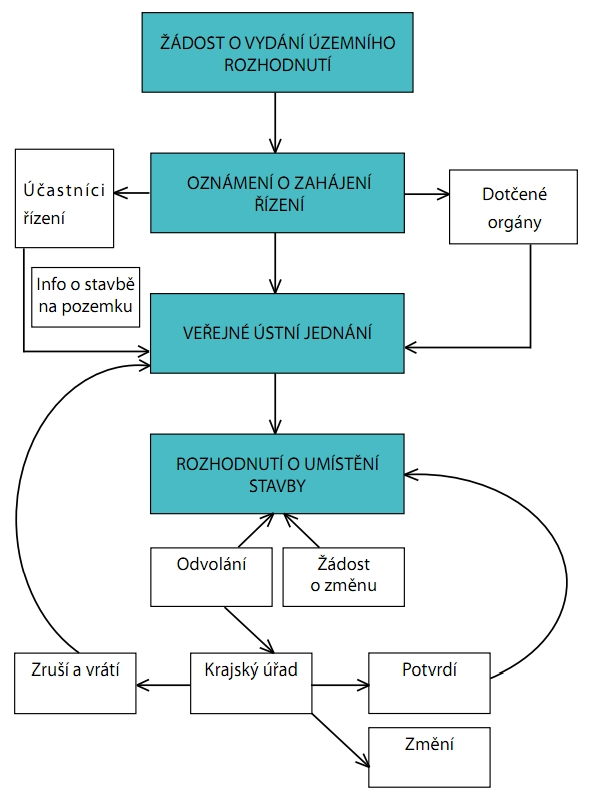 ŽÁDOST O VYDÁNÍ ÚZEMNÍHO
ROZHODNUTÍ
OZNÁMENÍ O ZAHÁJENÍ
ŘÍZENÍ
Účastníci
řízení
Dotčené
orgány
Info o stavbě
na pozemku
VEŘEJNÉ ÚSTNÍ JEDNÁNÍ
ROZHODNUTÍ O UMÍSTĚNÍ
STAVBY
Odvolání
Žádost
o změnu
Zruší a vrátí
Krajský úřad
Potvrdí
Změní